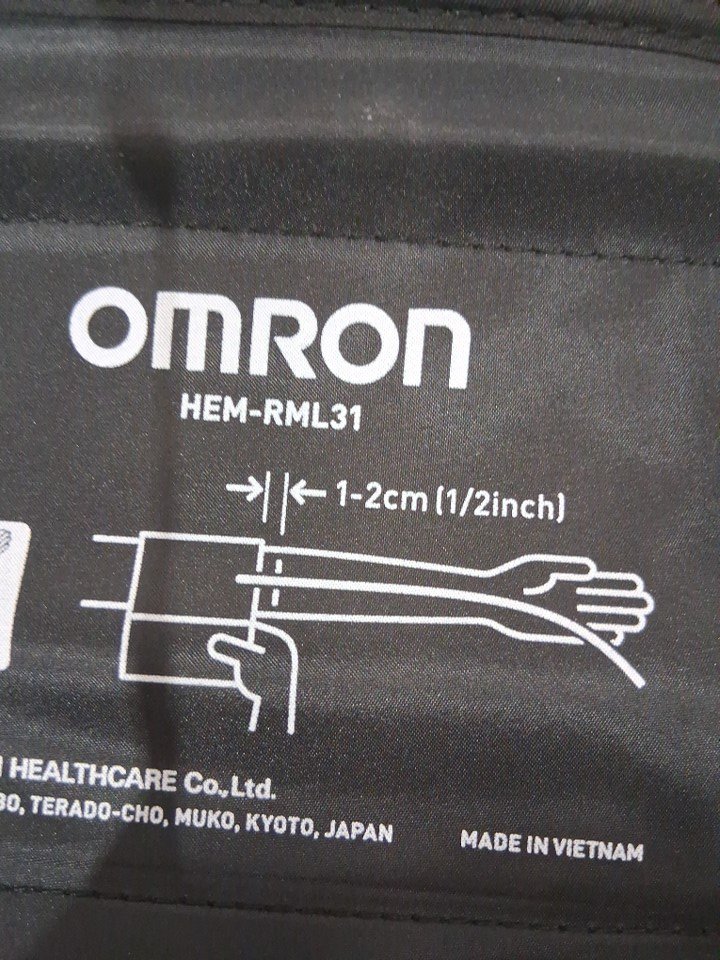 OMRON
HEM-RML31
1-2cm (1/2inch)
HEALTHCARE Co.,Ltd.
TERADO-CHO, MUKO, KYOTO, JAPAN
MADE IN VIETNAM